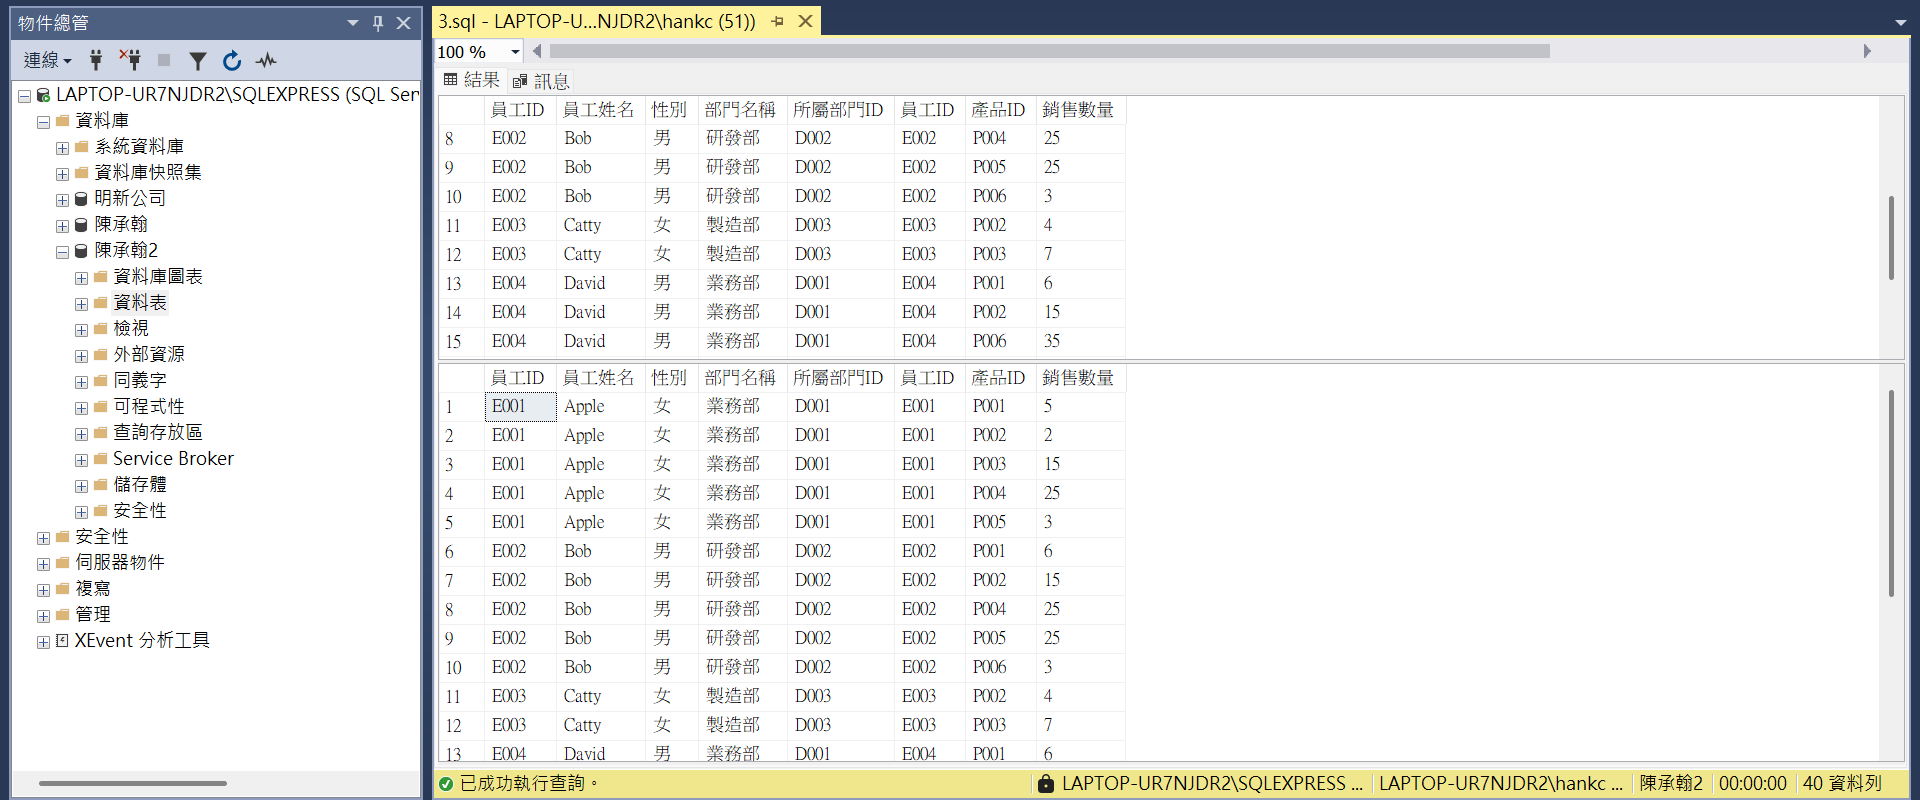 物件總管
連線
LAPTOP-UR7NJDR2\SQLEXPRESS (SQL Ser
資料庫
系統資料庫
資料庫快照集
明新公司
陳承翰
陳承翰2
資料庫圖表
資料表
檢視
外部資源
同義字
可程式性
查詢存放區
Service Broker
儲存體
安全性
安全性
伺服器物件
複寫
管理
XEvent 分析工具
3.sql - LAPTOP-U...NJDR2\hankc (51))
100 %
結果 訊息
員工ID 員工姓名 性別 部門名稱 所屬部門ID 員工ID 產品ID 銷售數量
8 E002 Bob 男 研發部 D002 E002 P004 25
9 E002 Bob 男 研發部 D002 E002 P005 25
10 E002 Bob 男 研發部 D002 E002 P006 3
11 E003 Catty 女 製造部 D003 E003 P002 4
12 E003 Catty 女 製造部 D003 E003 P003 7
13 E004 David 男 業務部 D001 E004 P001 6
14 E004 David 男 業務部 D001 E004 P002 15
15 E004 David 男 業務部 D001 E004 P006 35
員工ID 員工姓名 性別 部門名稱 所屬部門ID 員工ID 產品ID 銷售數量
1 E001 Apple 女 業務部 D001 E001 P001 5
2 E001 Apple 女 業務部 D001 E001 P002 2
3 E001 Apple 女 業務部 D001 E001 P003 15
4 E001 Apple 女 業務部 D001 E001 P004 25
5 E001 Apple 女 業務部 D001 E001 P005 3
6 E002 Bob 男 研發部 D002 E002 P001 6
7 E002 Bob 男 研發部 D002 E002 P002 15
8 E002 Bob 男 研發部 D002 E002 P004 25
9 E002 Bob 男 研發部 D002 E002 P005 25
10 E002 Bob 男 研發部 D002 E002 P006 3
11 E003 Catty 女 製造部 D003 E003 P002 4
12 E003 Catty 女 製造部 D003 E003 P003 7
13 E004 David 男 業務部 D001 E004 P001 6
已成功執行查詢。 LAPTOP-UR7NJDR2\SQLEXPRESS ... LAPTOP-UR7NJDR2\hankc ... 陳承翰2 00:00:00 40 資料列